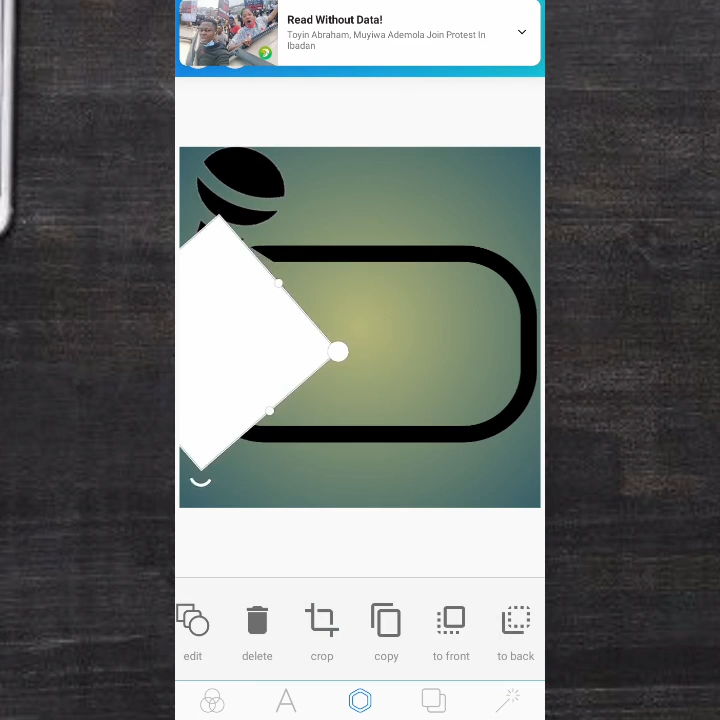 Read Without Data!
Toyin Abraham, Muyiwa Ademola Join Protest In
Ibadan
edit
delete
crop
copy
to front
to back